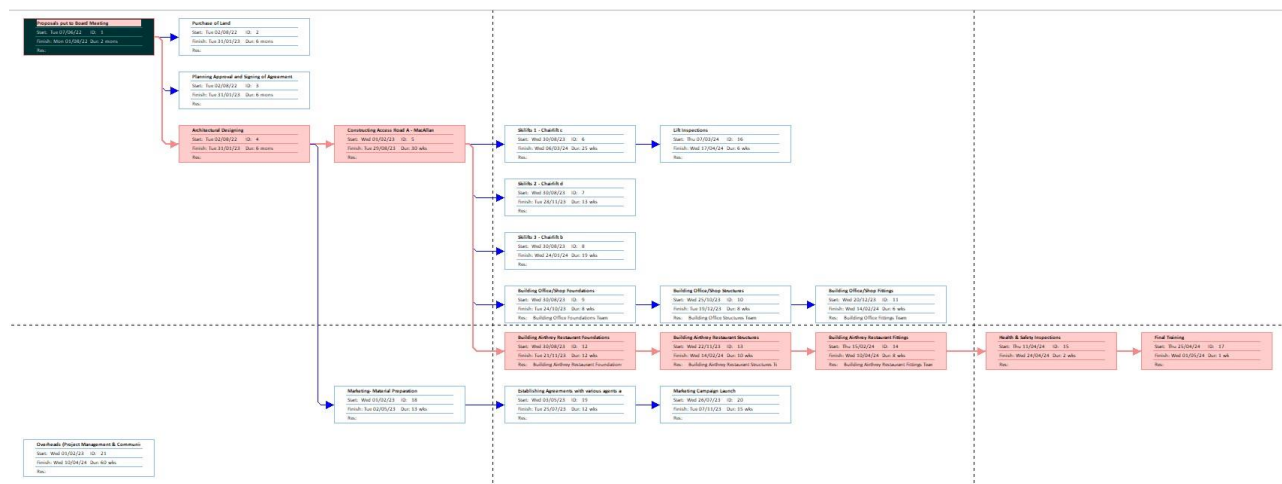 Proposals put to Board Meeting
Start: Tue 07/06/22 ID: 1
Finish: Mon 01/08/22 Dur: 2 mons
Res:
Purchase of Land
Start: Tue 02/08/22 ID: 2
Finish: Tue 31/01/23 Dur: 6 mons
Res:
Planning Approval and Signing of Agreement
Start: Tue 02/08/22 ID: 3
Finish: Tue 31/01/23 Dur: 6 mons
Res:
Architectural Designing
Start: Tue 02/08/22 ID: 4
Finish: Tue 31/01/23 Dur: 6 mons
Res:
Constructing Access Road A - MacAllan
Start: Wed 01/02/23 ID: 5
Finish: Tue 29/08/23 Dur: 30 wks
Res:
Skilifts 1 - Chairlift c
Start: Wed 30/08/23 ID: 6
Finish: Wed 06/03/24 Dur: 25 wks
Res:
Lift Inspections
Start: Thu 07/03/24 ID: 16
Finish: Wed 17/04/24 Dur: 6 wks
Res:
Skilifts 2 - Chairlift d
Start: Wed 30/08/23 ID: 7
Finish: Tue 28/11/23 Dur: 13 wks
Res:
Skilifts 3 - Chairlift b
Start: Wed 30/08/23 ID: 8
Finish: Wed 24/01/24 Dur: 19 wks
Res:
Building Office/Shop Foundations
Start: Wed 30/08/23 ID: 9
Finish: Tue 24/10/23 Dur: 8 wks
Res: Building Office Foundations Team
Building Office/Shop Structures
Start: Wed 25/10/23 ID: 10
Finish: Tue 19/12/23 Dur: 8 wks
Res: Building Office Structures Team
Building Office/Shop Fittings
Start: Wed 20/12/23 ID: 11
Finish: Wed 14/02/24 Dur: 6 wks
Res: Building Office Fittings Team
Building Airthrey Restaurant Foundations
Start: Wed 30/08/23 ID: 12
Finish: Tue 21/11/23 Dur: 12 wks
Res: Building Airthrey Restaurant Foundation
Building Airthrey Restaurant Structures
Start: Wed 22/11/23 ID: 13
Finish: Wed 14/02/24 Dur: 10 wks
Res: Building Airthrey Restaurant Structures
Building Airthrey Restaurant Fittings
Start: Thu 15/02/24 ID: 14
Finish: Wed 10/04/24 Dur: 8 wks
Res: Building Airthrey Restaurant Fittings Tear
Health & Safety Inspections
Start: Thu 11/04/24 ID: 15
Finish: Wed 24/04/24 Dur: 2 wks
Res:
Find Training
Start: Thu 25/04/24 ID: 17
Finish: Wed 01/05/24 Dur: 1 wk
Res:
Marketing- Material Preparation
Start: Wed 01/02/23 ID: 18
Finish: Tue 02/05/23 Dur: 13 wks
Res:
Establishing Agreements with various agents a
Start: Wed 03/05/23 ID: 19
Finish: Tue 25/07/23 Dur: 12 wks
Res:
Marketing Campaign Launch
Start: Wed 26/07/23 ID: 20
Finish: Tue 07/11/23 Dur: 15 wks
Res:
Overheads (Project Management & Communi
Start: Wed 01/02/23 ID: 21
Finish: Wed 10/04/24 Dur: 60 wks
Res: